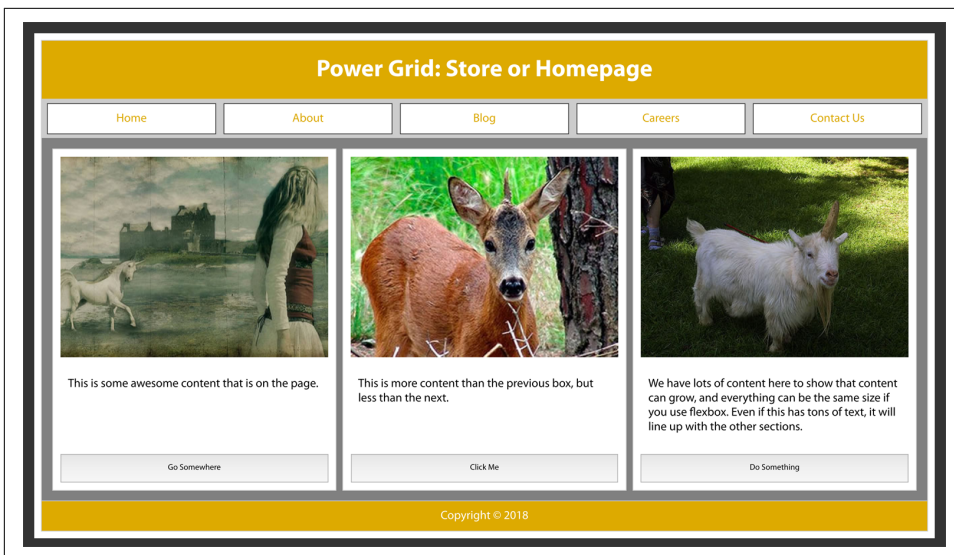 Power Grid: Store or Homepage
Home
About
Blog
Careers
Contact Us
This is some awesome content that is on the page.
This is more content than the previous box, but
less than the next.
We have lots of content here to show that content
can grow, and everything can be the same size if
you use flexbox. Even if this has tons of text, it will
line up with the other sections.
Go Somewhere
Click Me
Do Something
Copyright © 2018